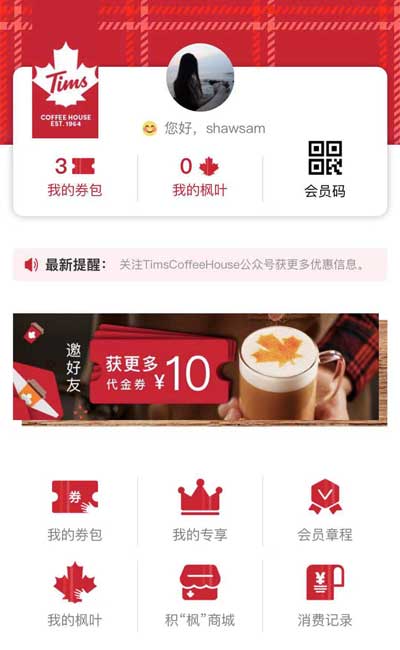 Tims
COFFEE HOUSE
EST. 1964
您好，shawsam
3
我的券包
0
我的枫叶
会员码
最新提醒：
关注TimsCoffeeHouse公众号获更多优惠信息。
邀好友
获更多
代金券
¥10
券
我的券包
我的专享
会员章程
我的枫叶
积“枫”商城
¥
消费记录